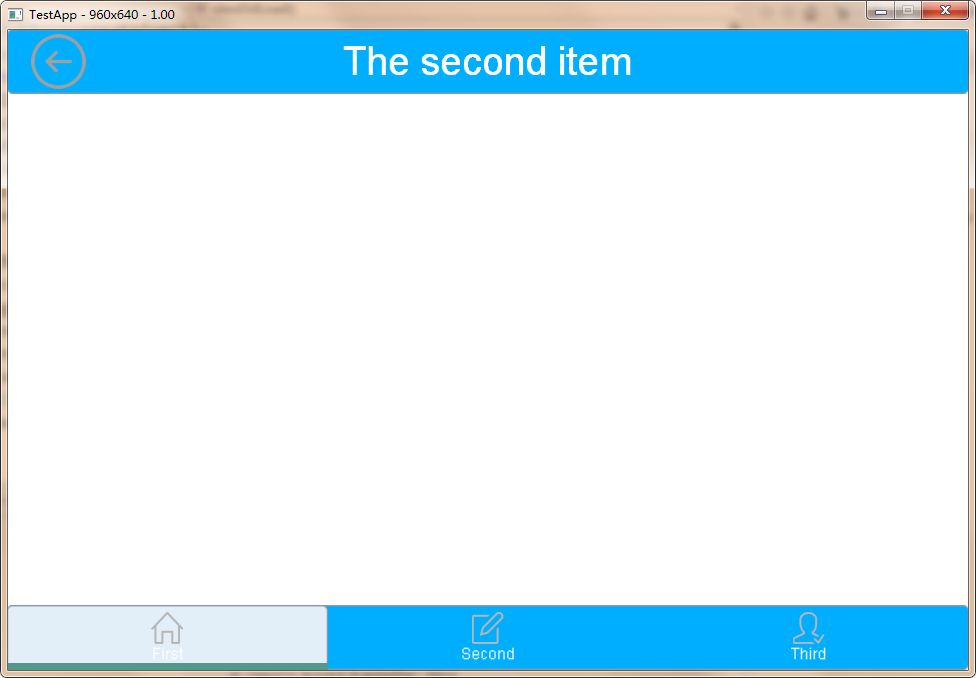 TestApp - 960x640 - 1.00
The second item
First
Second
Third